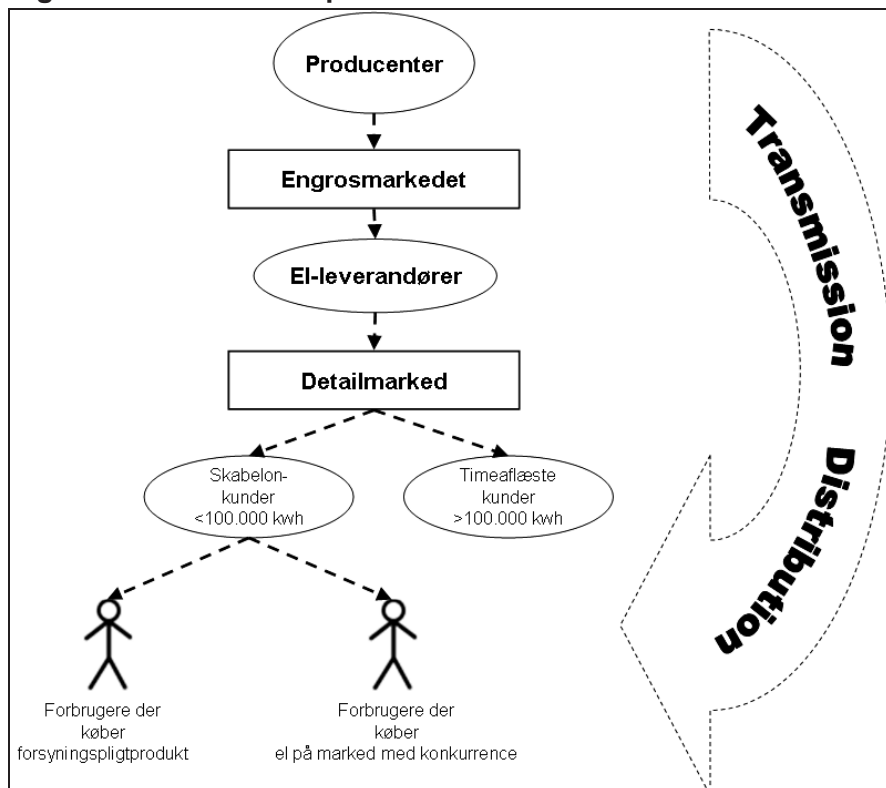 Producenter
Engrosmarkedet
El-leverandører
Detailmarked
Skabelon-
kunder
<100.000 kwh
Timeaflæste
kunder
>100.000 kwh
Forbrugere der
køber
forsyningspligtprodukt
Forbrugere der
køber
el på marked med konkurrence
Transmission
Distribution